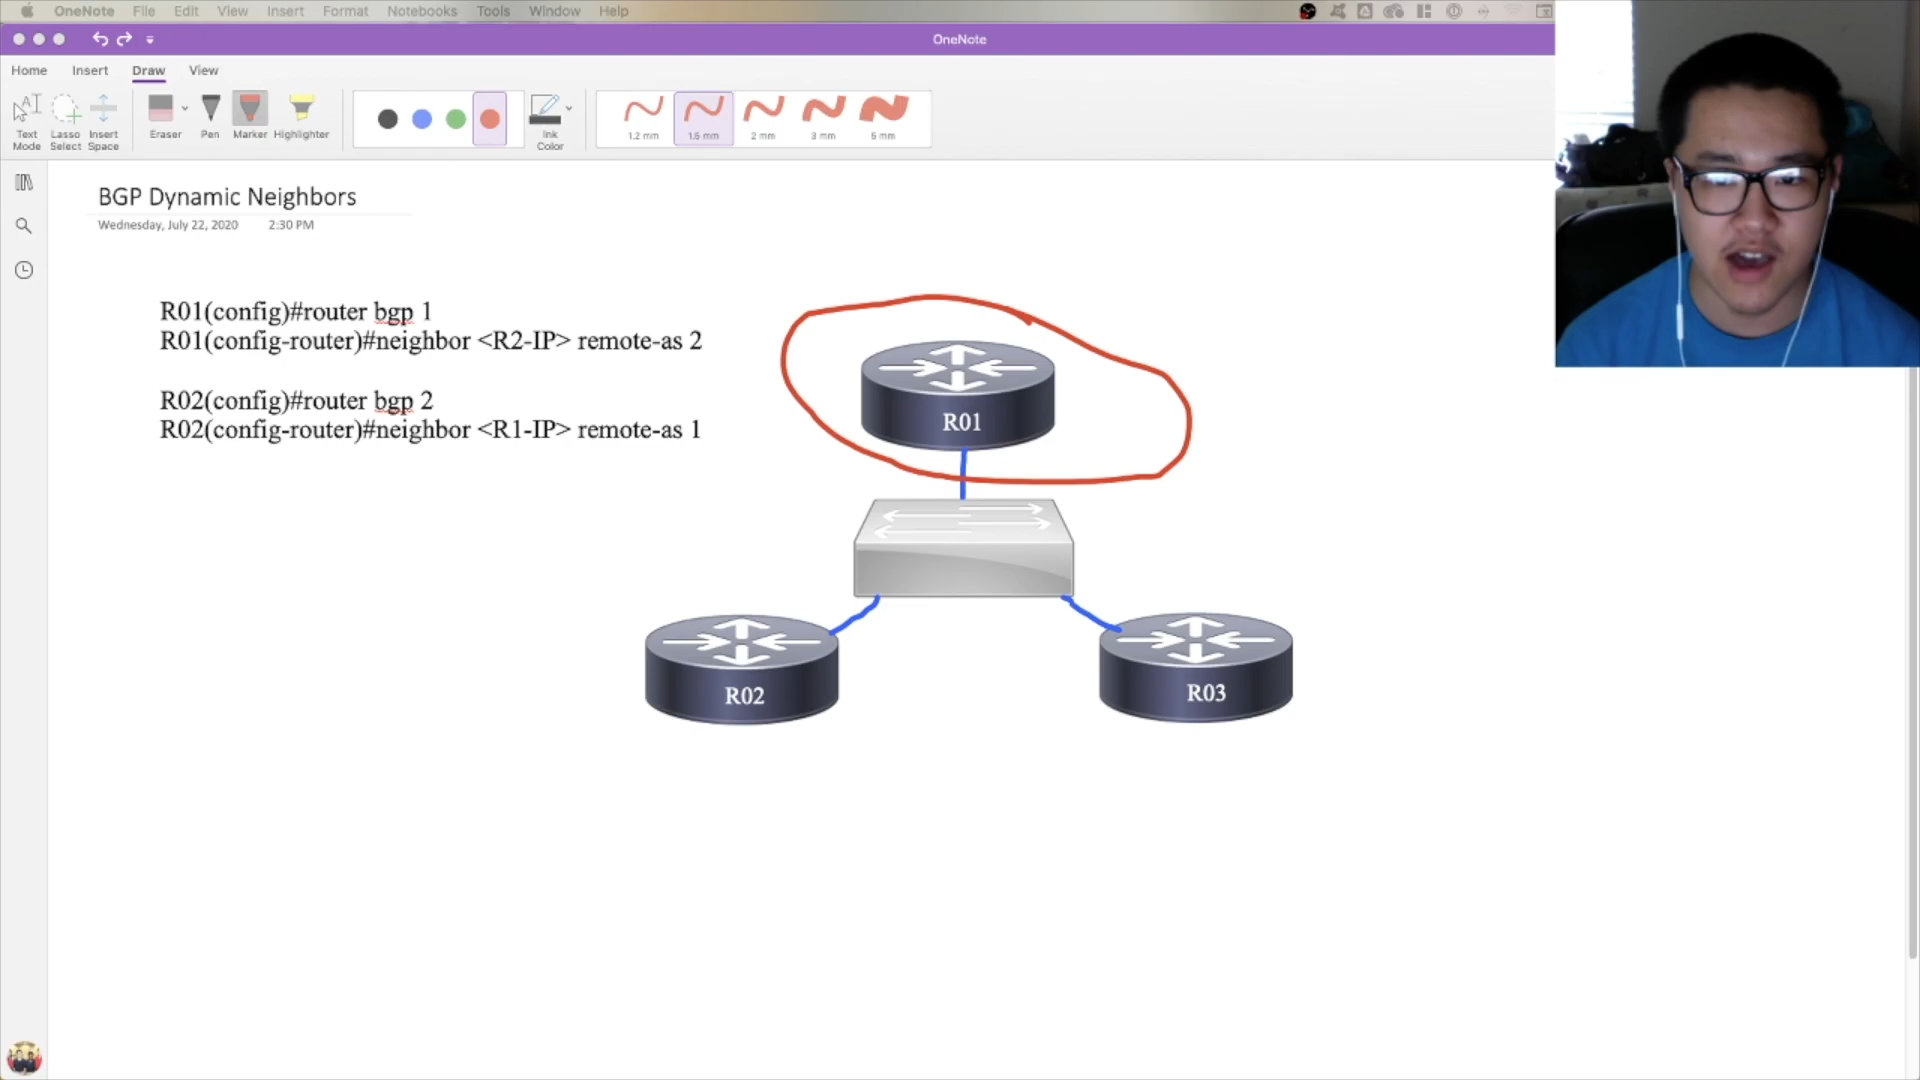 OneNote File Edit View Insert Format Notebooks Tools Window Help
OneNote
Home Insert Draw View
Text Mode
Lasso Select
Insert Space
Eraser
Pen
Marker
Highlighter
Ink Color
1.2 mm
1.6 mm
2 mm
3 mm
5 mm
BGP Dynamic Neighbors
Wednesday, July 22, 2020 2:30 PM
R01(config)#router bgp 1
R01(config-router)#neighbor <R2-IP> remote-as 2
R02(config)#router bgp 2
R02(config-router)#neighbor <R1-IP> remote-as 1
R01
R02
R03